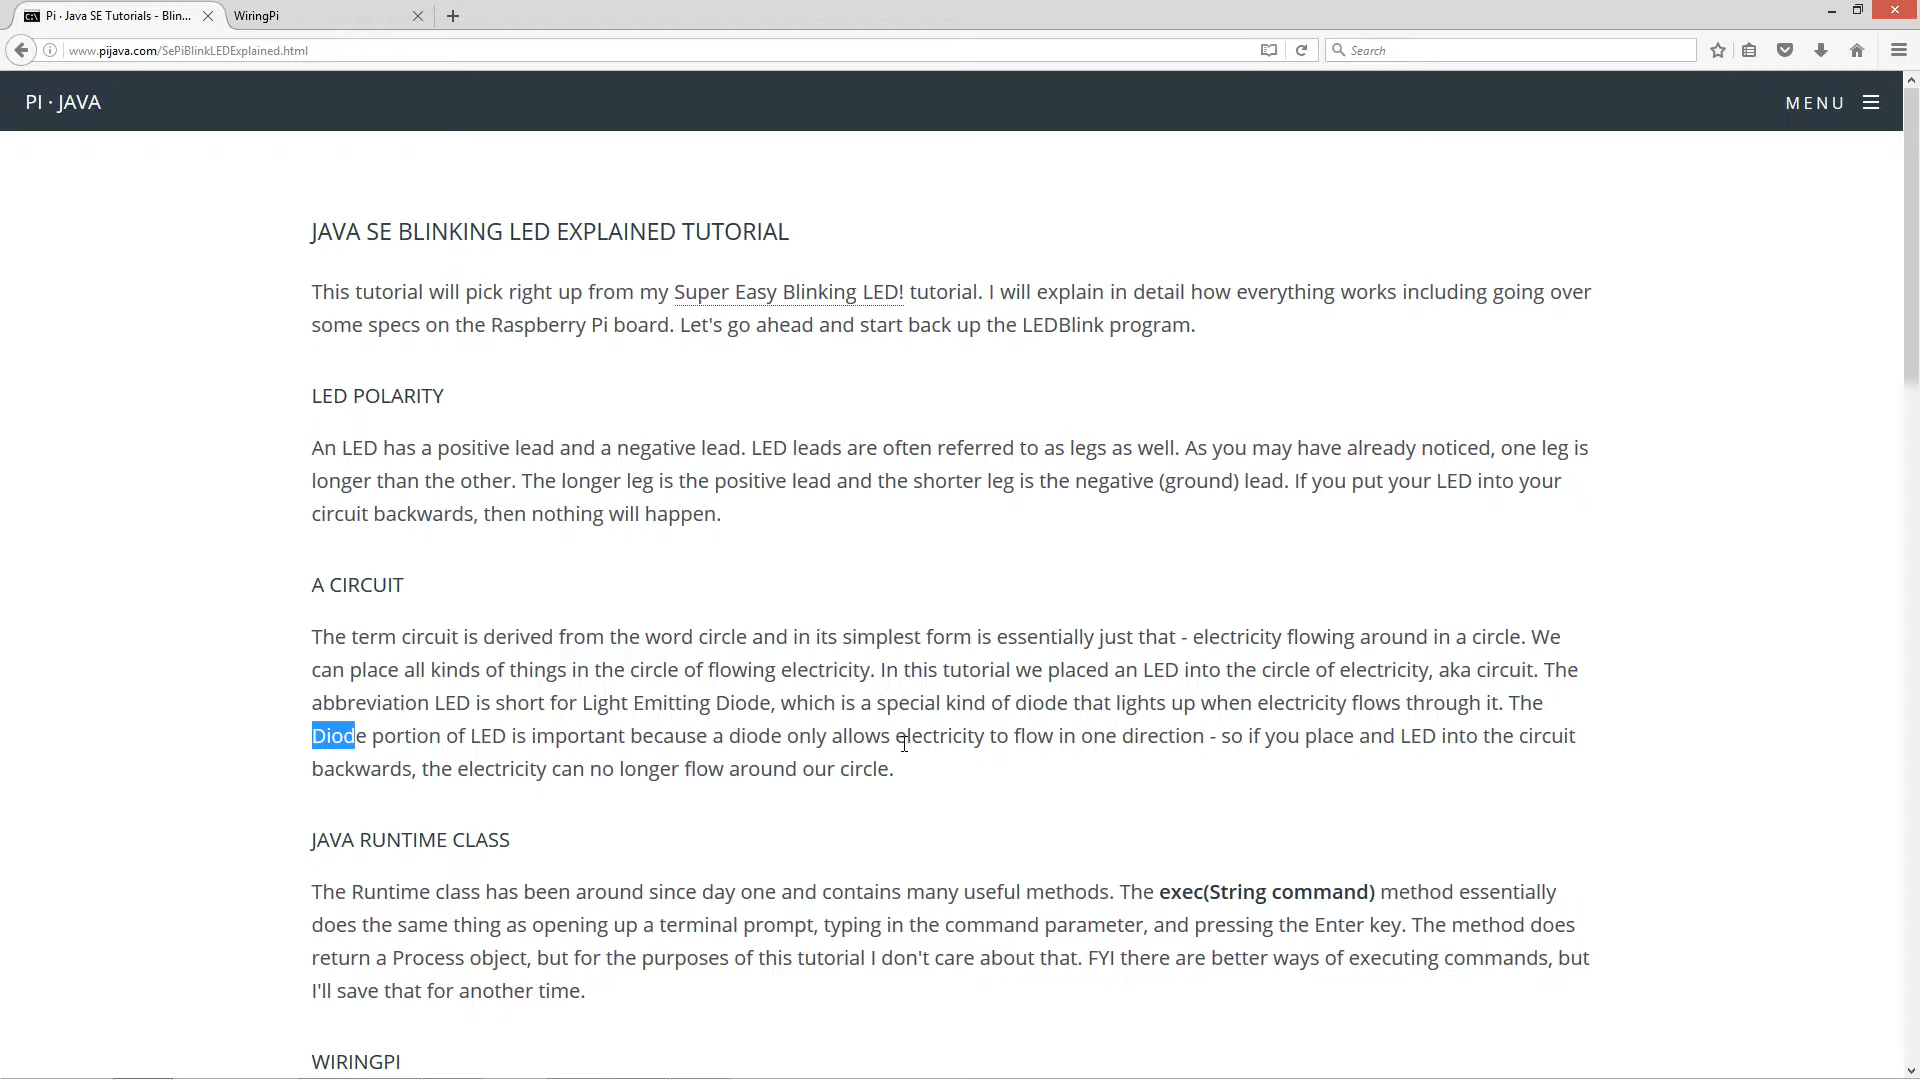 Pi · Java SE Tutorials - Blin...
WiringPi
www.pijava.com/SePiBlinkLEDExplained.html
Search
PI · JAVA
MENU
JAVA SE BLINKING LED EXPLAINED TUTORIAL
This tutorial will pick right up from my Super Easy Blinking LED! tutorial. I will explain in detail how everything works including going over
some specs on the Raspberry Pi board. Let's go ahead and start back up the LEDBlink program.
LED POLARITY
An LED has a positive lead and a negative lead. LED leads are often referred to as legs as well. As you may have already noticed, one leg is
longer than the other. The longer leg is the positive lead and the shorter leg is the negative (ground) lead. If you put your LED into your
circuit backwards, then nothing will happen.
A CIRCUIT
The term circuit is derived from the word circle and in its simplest form is essentially just that - electricity flowing around in a circle. We
can place all kinds of things in the circle of flowing electricity. In this tutorial we placed an LED into the circle of electricity, aka circuit. The
abbreviation LED is short for Light Emitting Diode, which is a special kind of diode that lights up when electricity flows through it. The
Diode portion of LED is important because a diode only allows electricity to flow in one direction - so if you place and LED into the circuit
backwards, the electricity can no longer flow around our circle.
JAVA RUNTIME CLASS
The Runtime class has been around since day one and contains many useful methods. The exec(String command) method essentially
does the same thing as opening up a terminal prompt, typing in the command parameter, and pressing the Enter key. The method does
return a Process object, but for the purposes of this tutorial I don't care about that. FYI there are better ways of executing commands, but
I'll save that for another time.
WIRINGPI